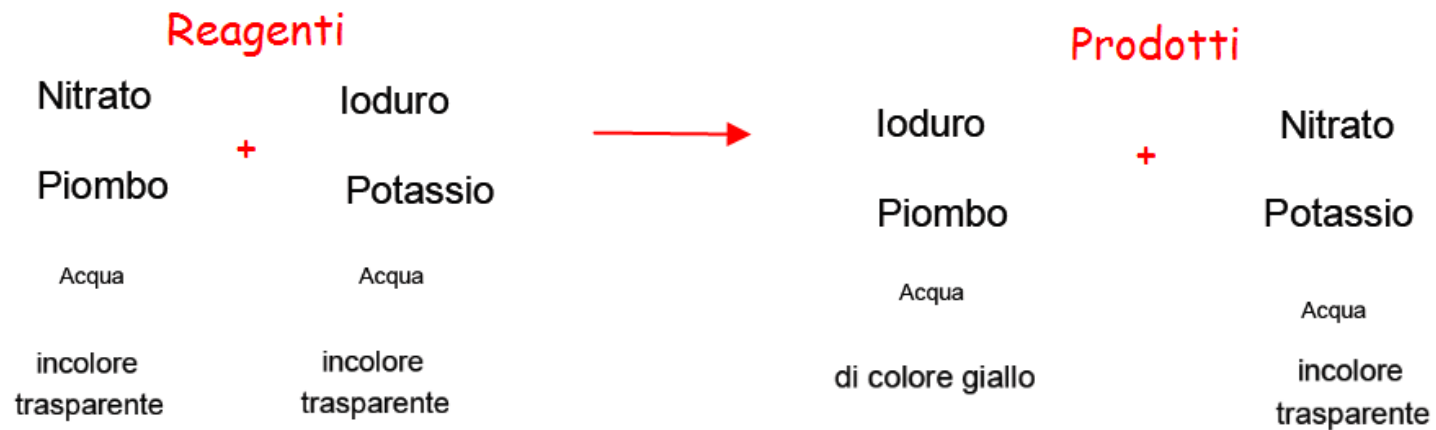 Reagenti
Nitrato
Piombo
Acqua
incolore
trasparente
+
Ioduro
Potassio
Acqua
incolore
trasparente
Prodotti
Ioduro
Piombo
Acqua
di colore giallo
+
Nitrato
Potassio
Acqua
incolore
trasparente